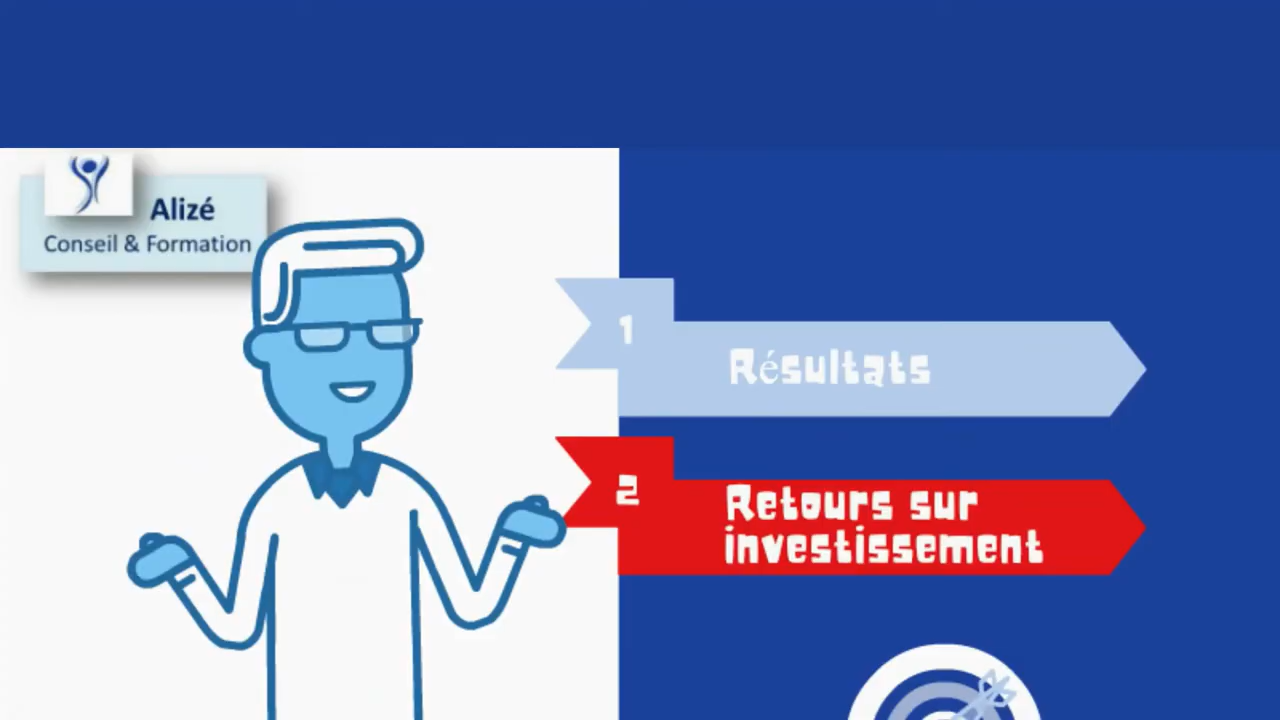 Alizé
Conseil & Formation
1
Résultats
2
Retours sur
investissement